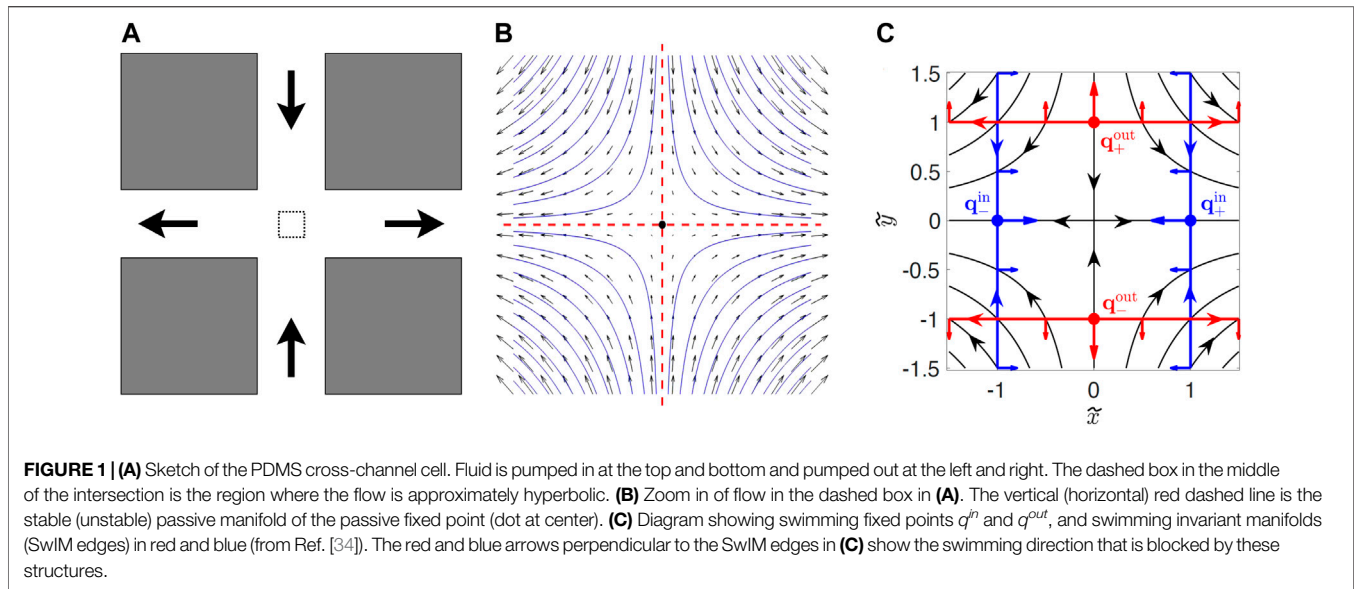 A
B
C
1.5
1
0.5
0
-0.5
-1
-1.5
ỹ
-1
0
1
x̃
q₊ᵒᵘᵗ
q₋ⁱⁿ
q₊ⁱⁿ
q₋ᵒᵘᵗ
FIGURE 1 | (A) Sketch of the PDMS cross-channel cell. Fluid is pumped in at the top and bottom and pumped out at the left and right. The dashed box in the middle
of the intersection is the region where the flow is approximately hyperbolic. (B) Zoom in of flow in the dashed box in (A). The vertical (horizontal) red dashed line is the
stable (unstable) passive manifold of the passive fixed point (dot at center). (C) Diagram showing swimming fixed points qⁱⁿ and qᵒᵘᵗ, and swimming invariant manifolds
(SwIM edges) in red and blue (from Ref. [34]). The red and blue arrows perpendicular to the SwIM edges in (C) show the swimming direction that is blocked by these
structures.